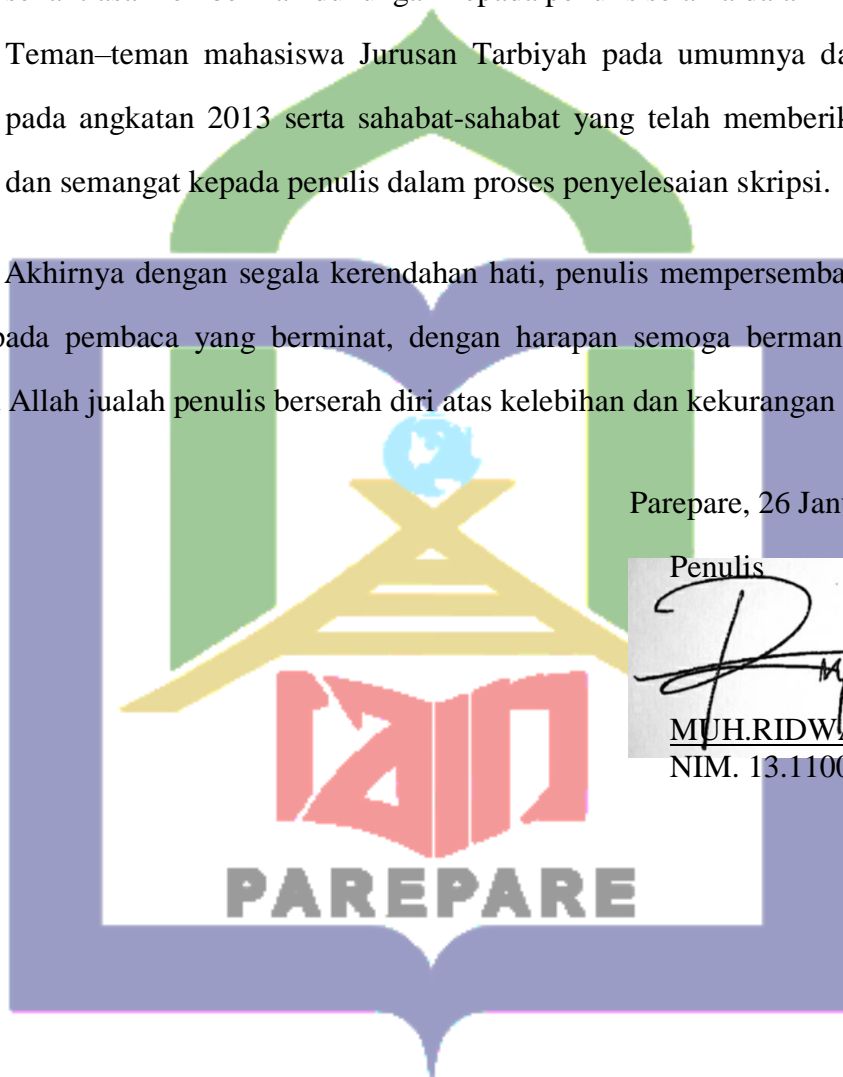 Teman–teman mahasiswa Jurusan Tarbiyah pada umumnya da
pada angkatan 2013 serta sahabat-sahabat yang telah memberik
dan semangat kepada penulis dalam proses penyelesaian skripsi.
Akhirnya dengan segala kerendahan hati, penulis mempersemba
pada pembaca yang berminat, dengan harapan semoga berman
Allah jualah penulis berserah diri atas kelebihan dan kekurangan
Parepare, 26 Jan
Penulis
MUH.RIDWA
NIM. 13.1100
IAIN
PAREPARE